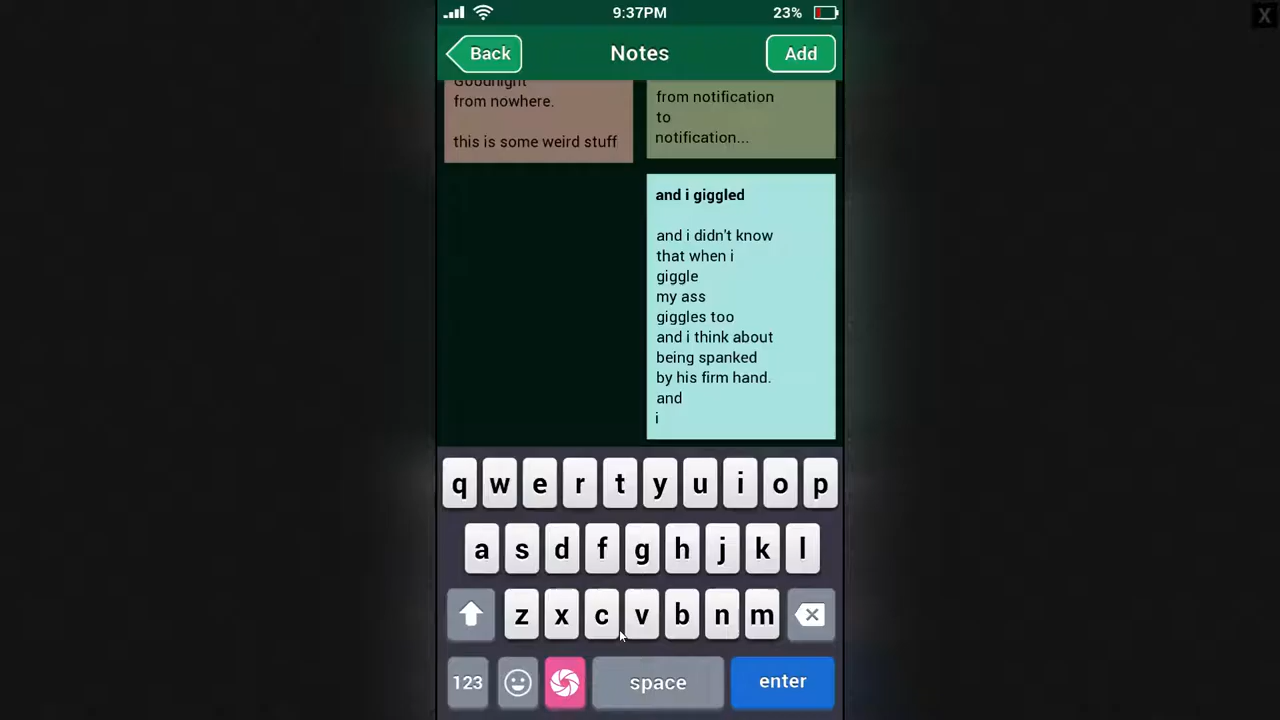 9:37PM
23%
X
Back
Notes
Add
Goodnight
from nowhere.
this is some weird stuff
from notification
to
notification...
and i giggled
and i didn't know
that when i
giggle
my ass
giggles too
and i think about
being spanked
by his firm hand.
and
i
q w e r t y u i o p
a s d f g h j k l
z x c v b n m
123
space
enter